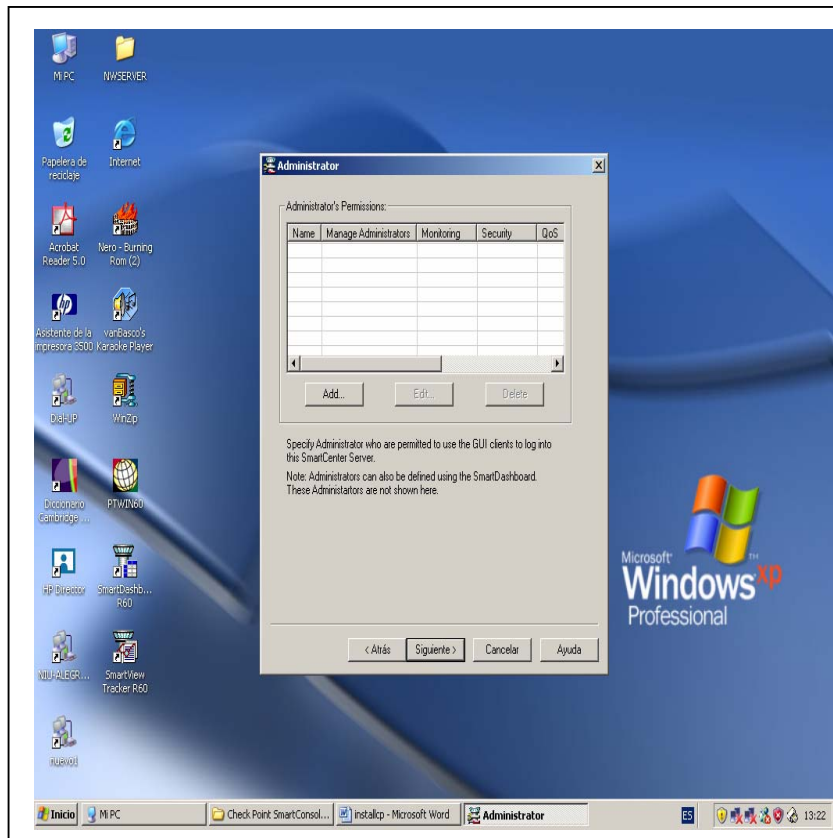 Mi PC
NWSERVER
Papelera de reciclaje
Internet
Acrobat Reader 5.0
Nero - Burning Rom (2)
Asistente de la impresora 3500
vanBasco's Karaoke Player
Dial-UP
WinZip
Diccionario Cambridge ...
PTWIN60
HP Director
SmartDashb... R60
NIU-ALEGR...
SmartView Tracker R60
nuevo1
Administrator
Administrator's Permissions:
Name Manage Administrators Monitoring Security QoS
Add... Edit... Delete
Specify Administrator who are permitted to use the GUI clients to log into
this SmartCenter Server.
Note: Administrators can also be defined using the SmartDashboard.
These Administartors are not shown here.
< Atrás Siguiente > Cancelar Ayuda
Microsoft
Windows xp
Professional
Inicio Mi PC Check Point SmartConsol... installcp - Microsoft Word Administrator ES 13:22